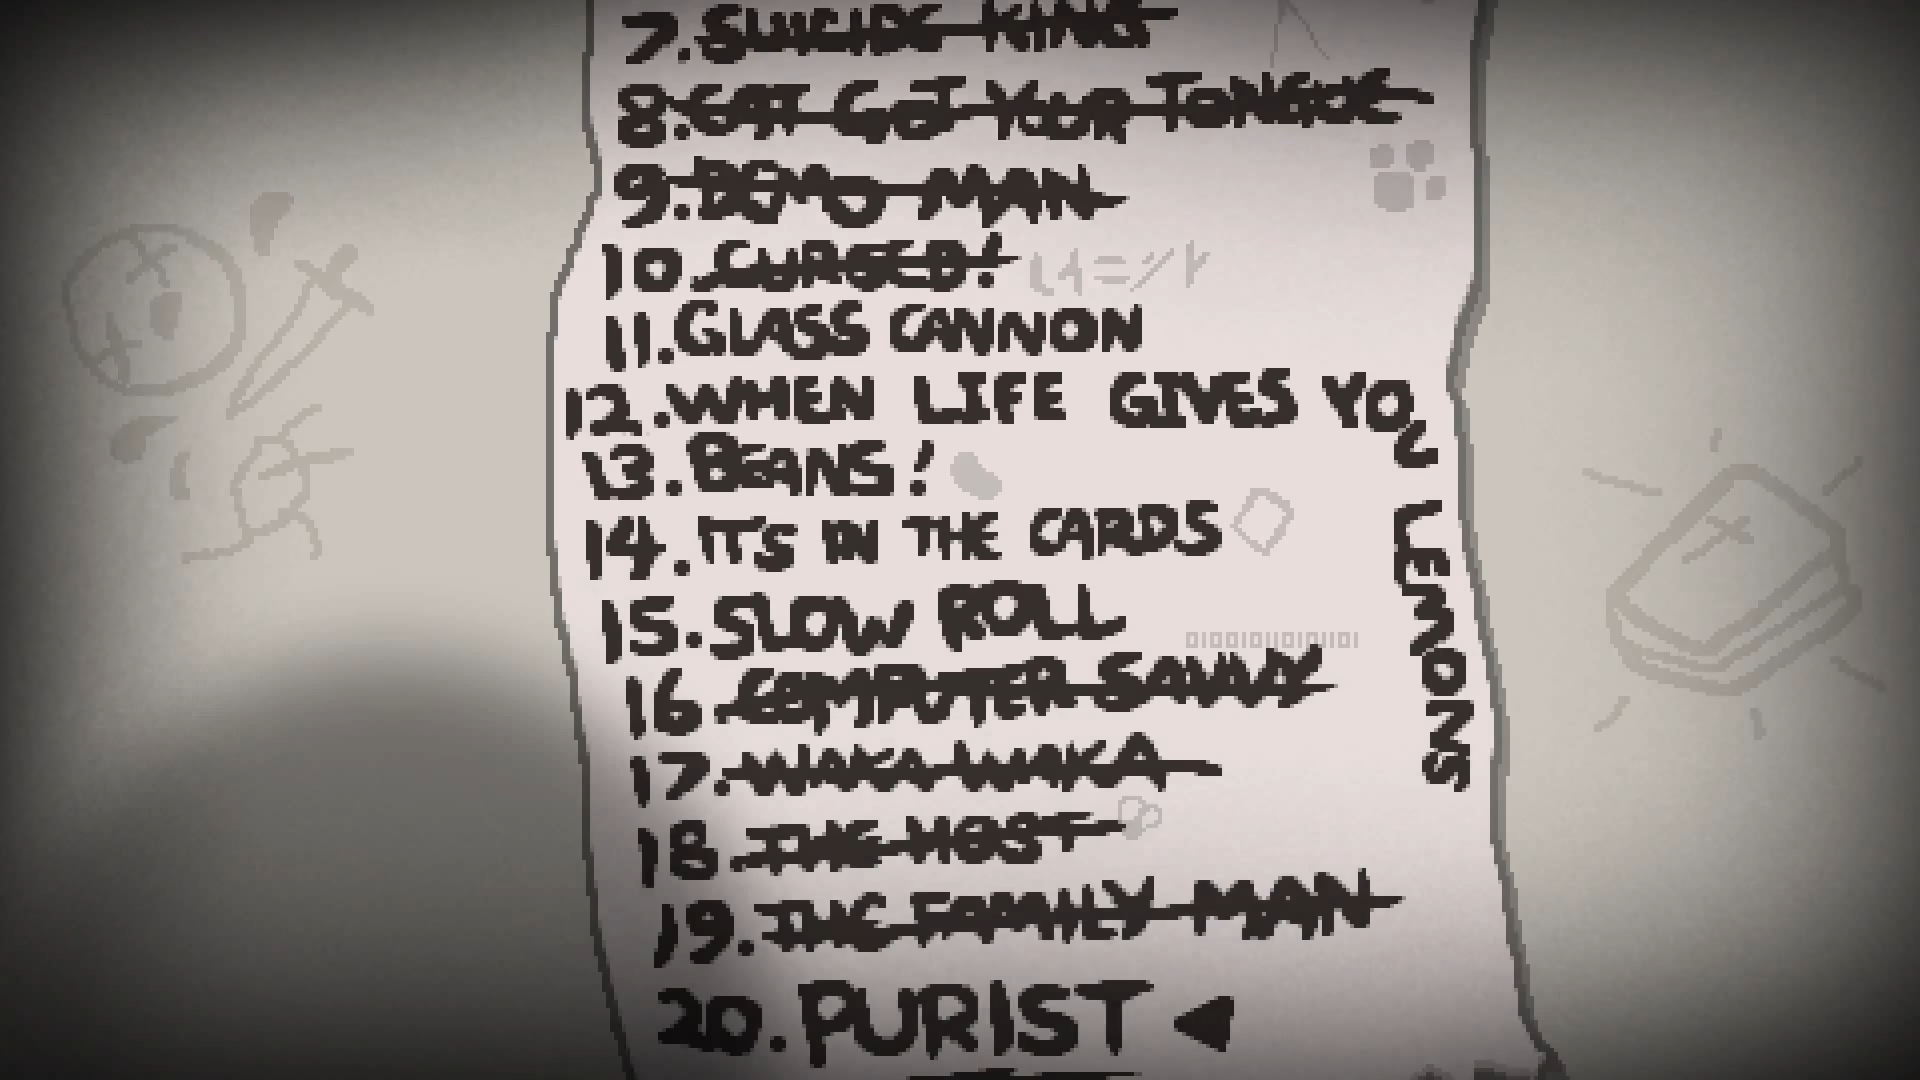 7. SUICIDE KING
8. CAT GOT YOUR TONGUE
9. DEMO MAN
10. CURSED!
11. GLASS CANNON
12. WHEN LIFE GIVES YOU LEMONS
13. BEANS!
14. IT'S IN THE CARDS
15. SLOW ROLL
16. COMPUTER SAVVY
17. WAKA WAKA
18. THE HOST
19. THE FAMILY MAN
20. PURIST